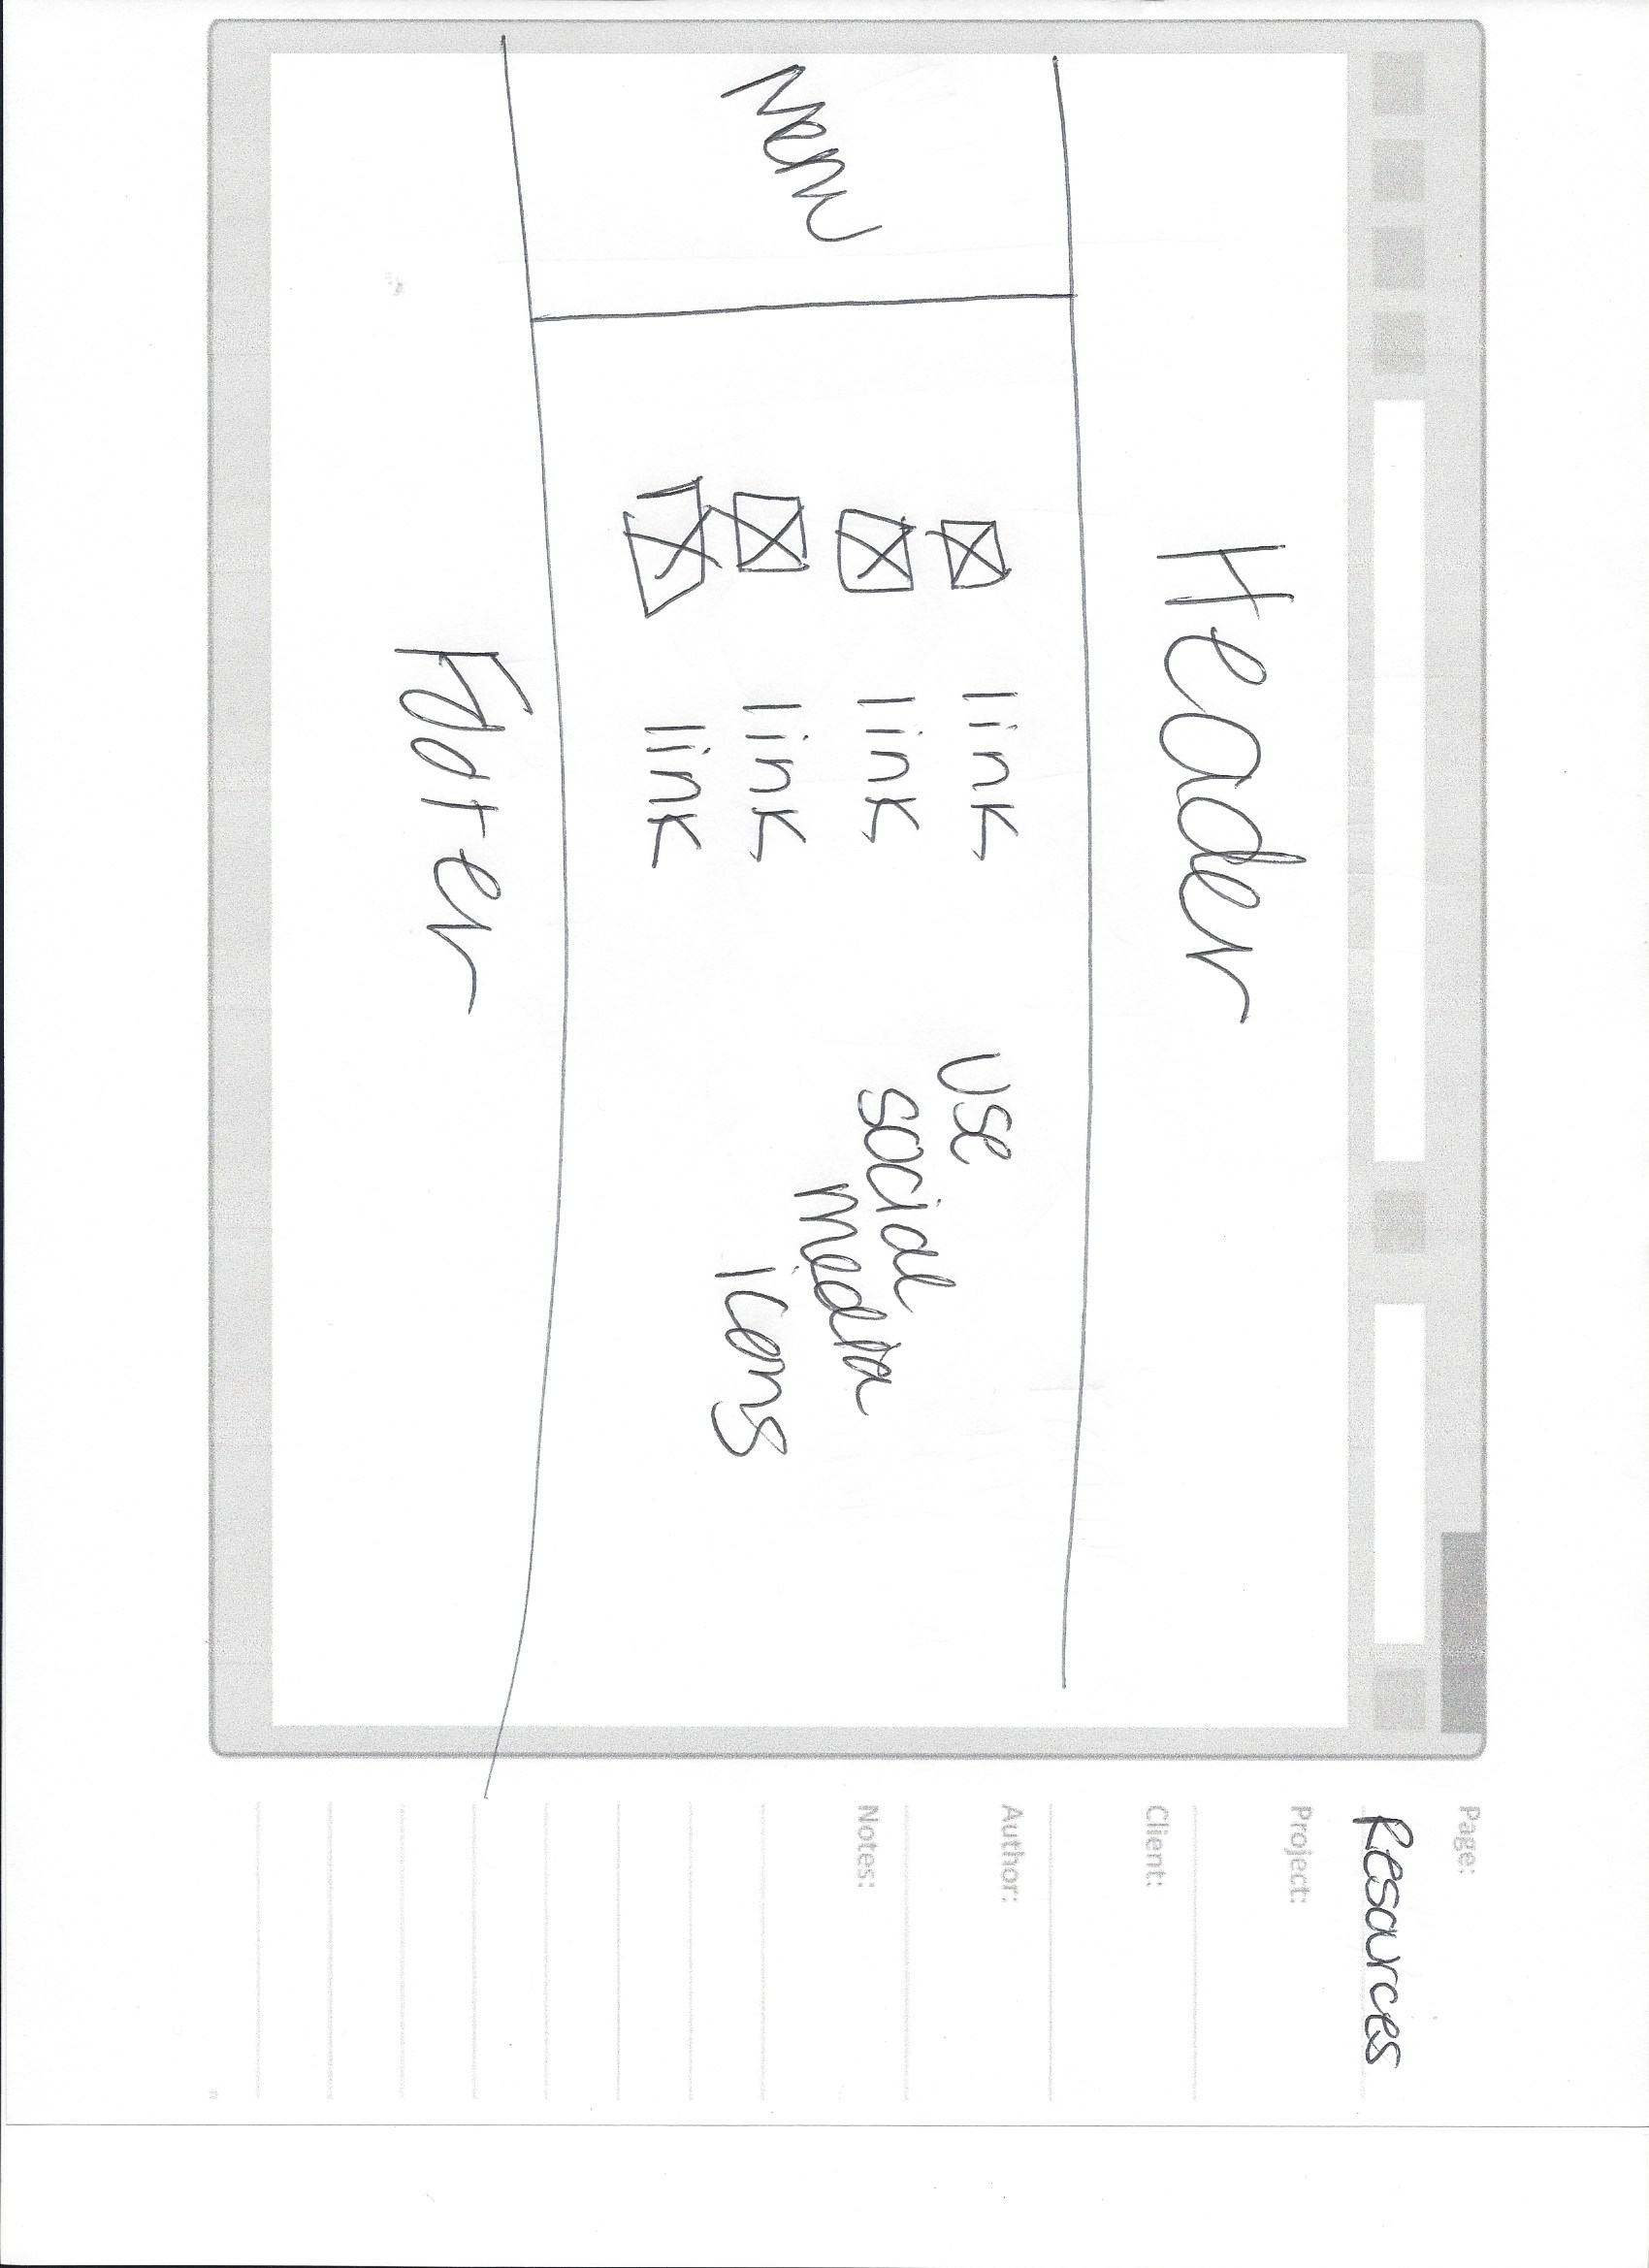 Page:
Resources
Project:
Client:
Author:
Notes:
Header
Menu
link
link
link
link
use
social
media
icons
Footer